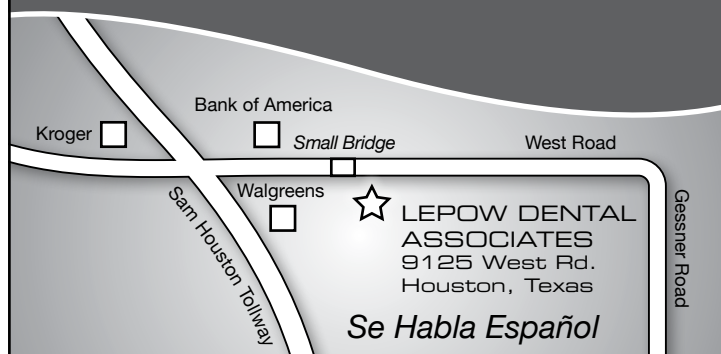 Bank of America
Kroger
Small Bridge
West Road
Walgreens
Sam Houston Tollway
Gessner Road
LEPOW DENTAL
ASSOCIATES
9125 West Rd.
Houston, Texas
Se Habla Español